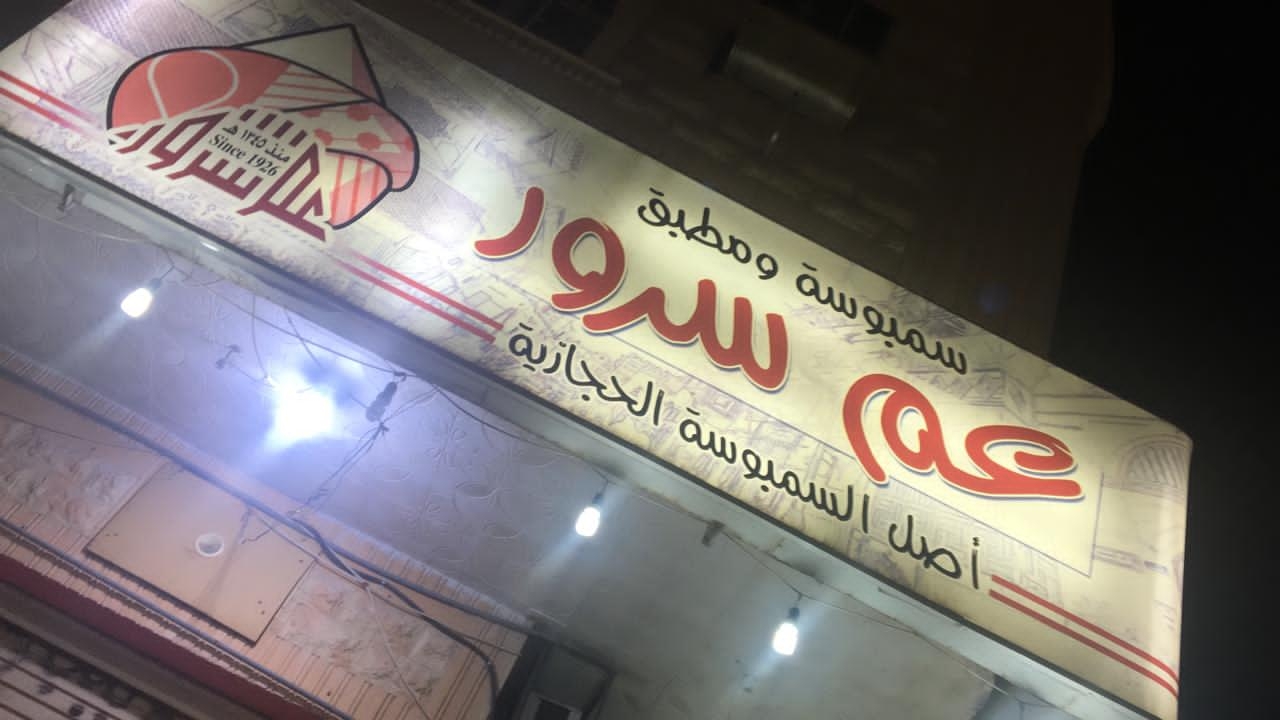 سمبوسة ومطبق
عم سرور
أصل السمبوسة الحجازية
عم سرور
منذ ١٣٤٥ هـ
Since 1926